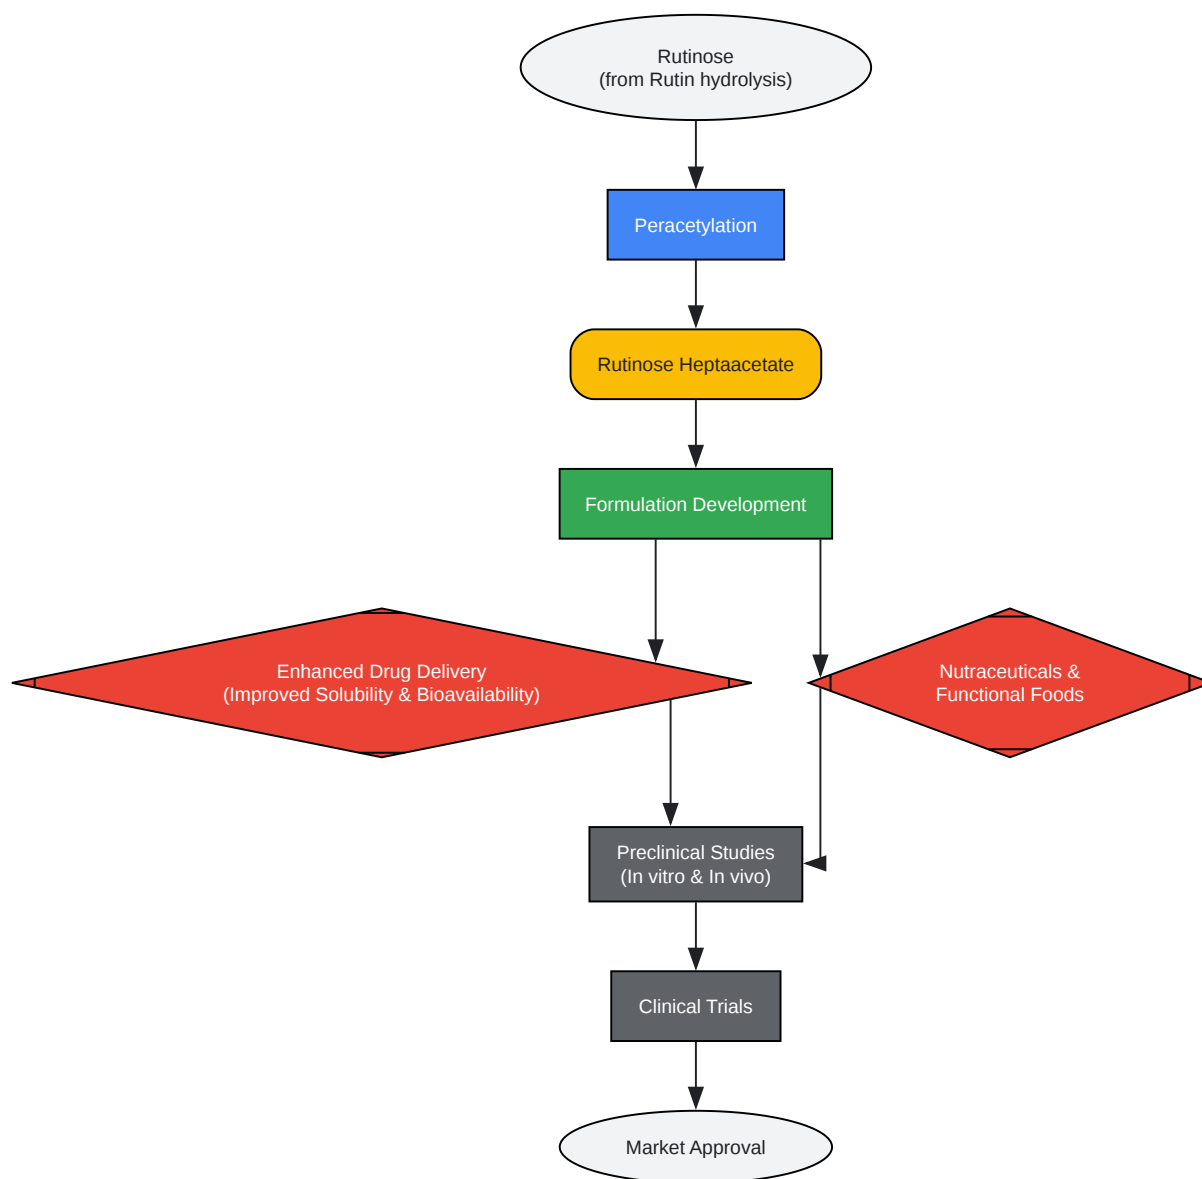 Rutinose
(from Rutin hydrolysis)
Peracetylation
Rutinose Heptaacetate
Formulation Development
Enhanced Drug Delivery
(Improved Solubility & Bioavailability)
Nutraceuticals &
Functional Foods
Preclinical Studies
(In vitro & In vivo)
Clinical Trials
Market Approval